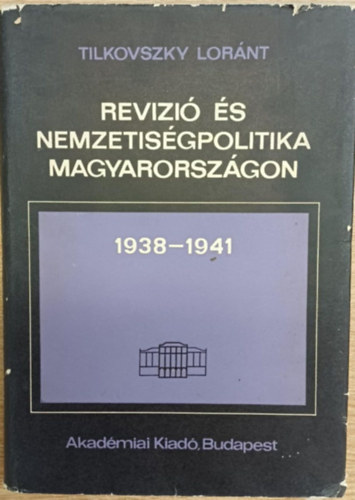 TILKOVSZKY LORÁNT
REVIZIÓ ÉS
NEMZETISÉGPOLITIKA
MAGYARORSZÁGON
1938–1941
Akadémiai Kiadó, Budapest